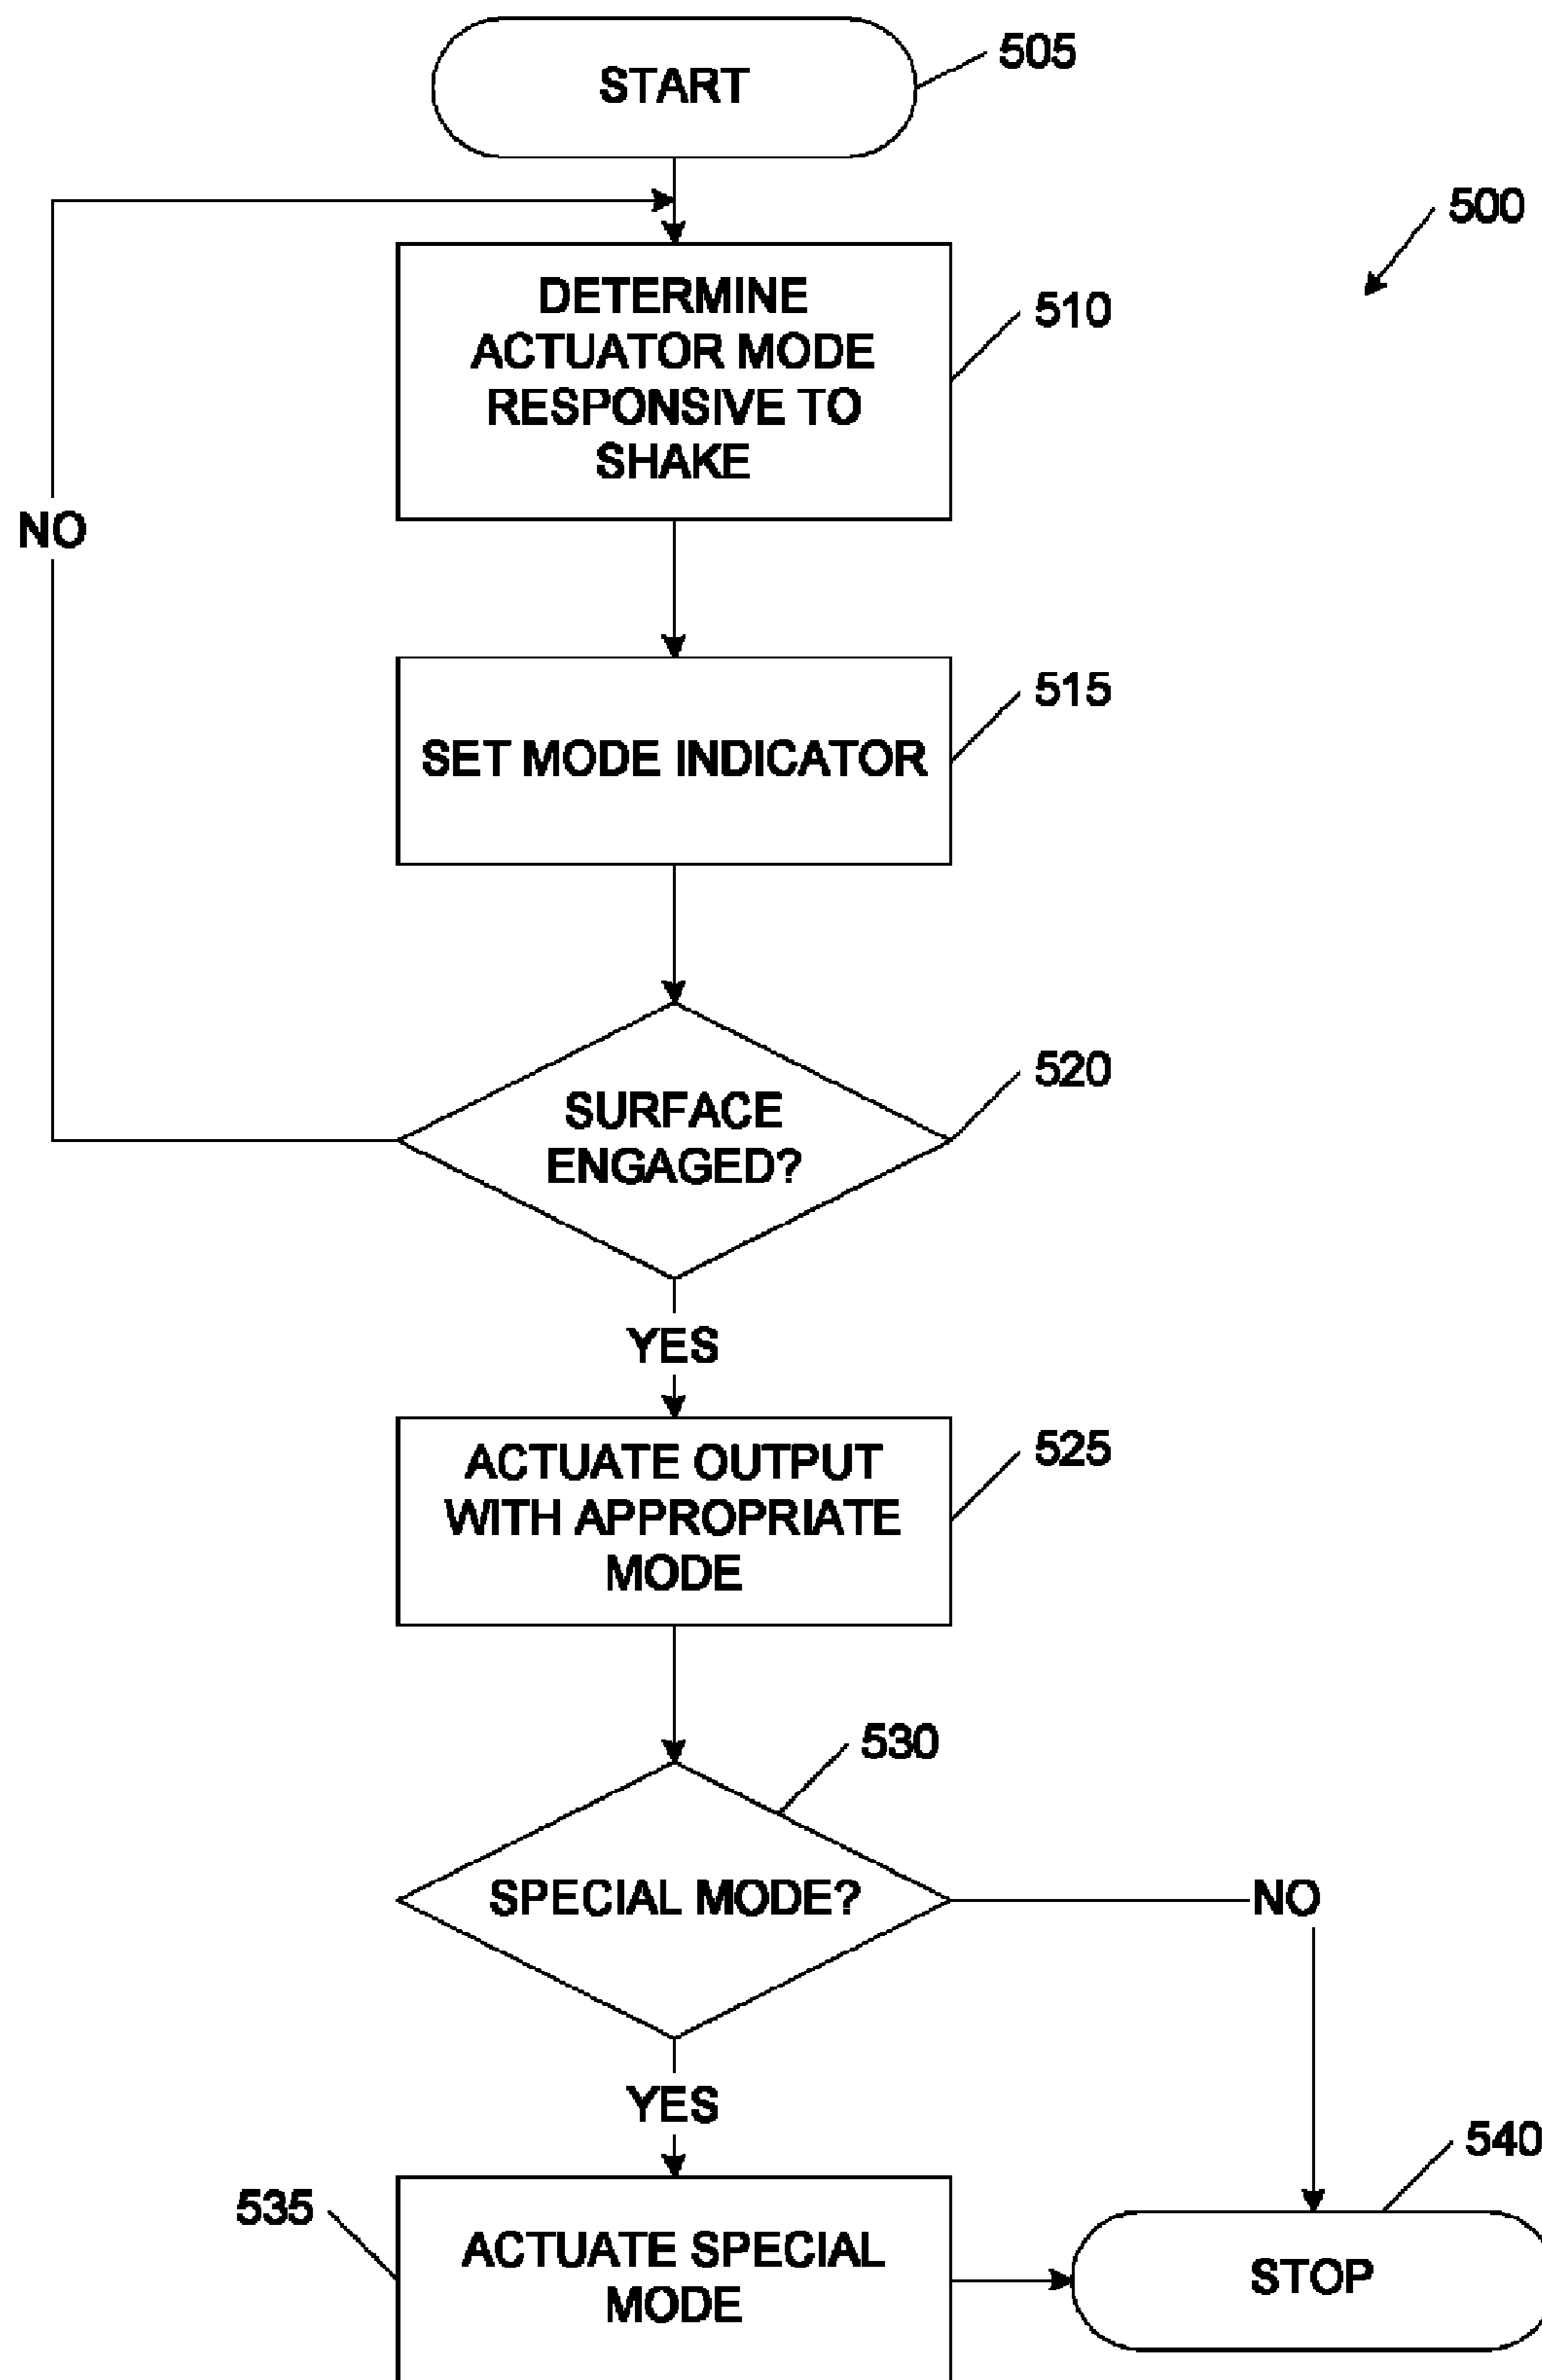 START
505
500
DETERMINE
ACTUATOR MODE
RESPONSIVE TO
SHAKE
510
NO
SET MODE INDICATOR
515
SURFACE
ENGAGED?
520
YES
ACTUATE OUTPUT
WITH APPROPRIATE
MODE
525
530
SPECIAL MODE?
NO
YES
540
535
ACTUATE SPECIAL
MODE
STOP